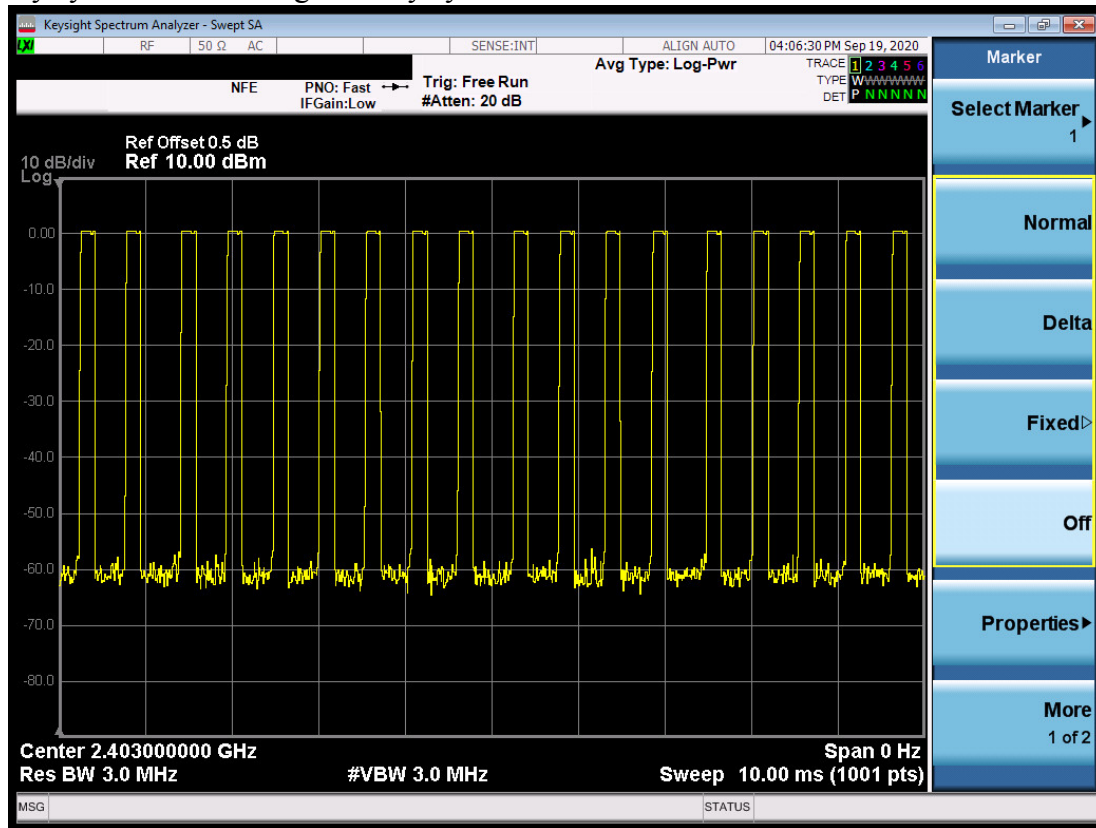 Keysight Spectrum Analyzer - Swept SA
LXI RF 50 Ω AC SENSE:INT ALIGN AUTO 04:06:30 PM Sep 19, 2020
NFE PNO: Fast Trig: Free Run Avg Type: Log-Pwr TRACE 1 2 3 4 5 6
IFGain:Low #Atten: 20 dB TYPE WWWWWW
DET P N N N N N
Ref Offset 0.5 dB
10 dB/div Ref 10.00 dBm
Log
0.00
-10.0
-20.0
-30.0
-40.0
-50.0
-60.0
-70.0
-80.0
Center 2.403000000 GHz Span 0 Hz
Res BW 3.0 MHz #VBW 3.0 MHz Sweep 10.00 ms (1001 pts)
MSG STATUS
Marker
Select Marker
1
Normal
Delta
Fixed
Off
Properties
More
1 of 2